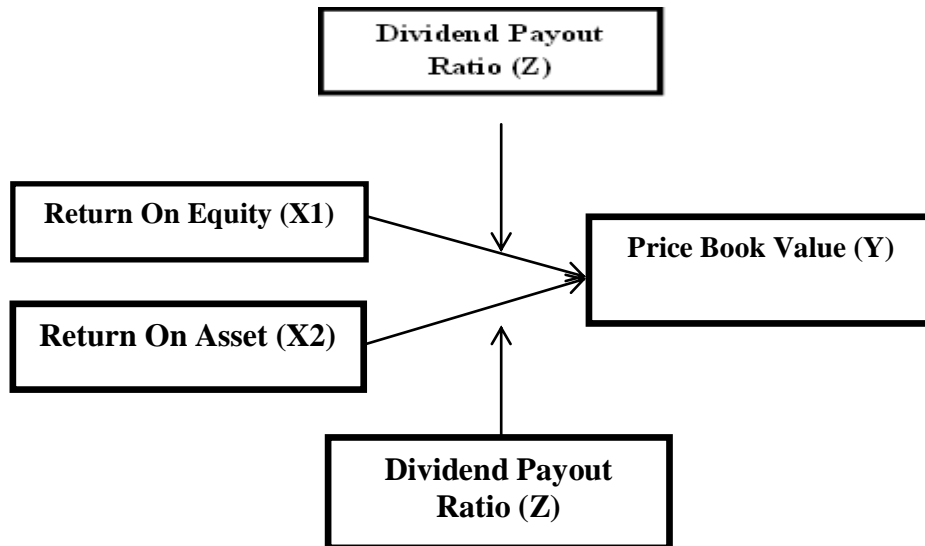 Dividend Payout
Ratio (Z)
Return On Equity (X1)
Price Book Value (Y)
Return On Asset (X2)
Dividend Payout
Ratio (Z)